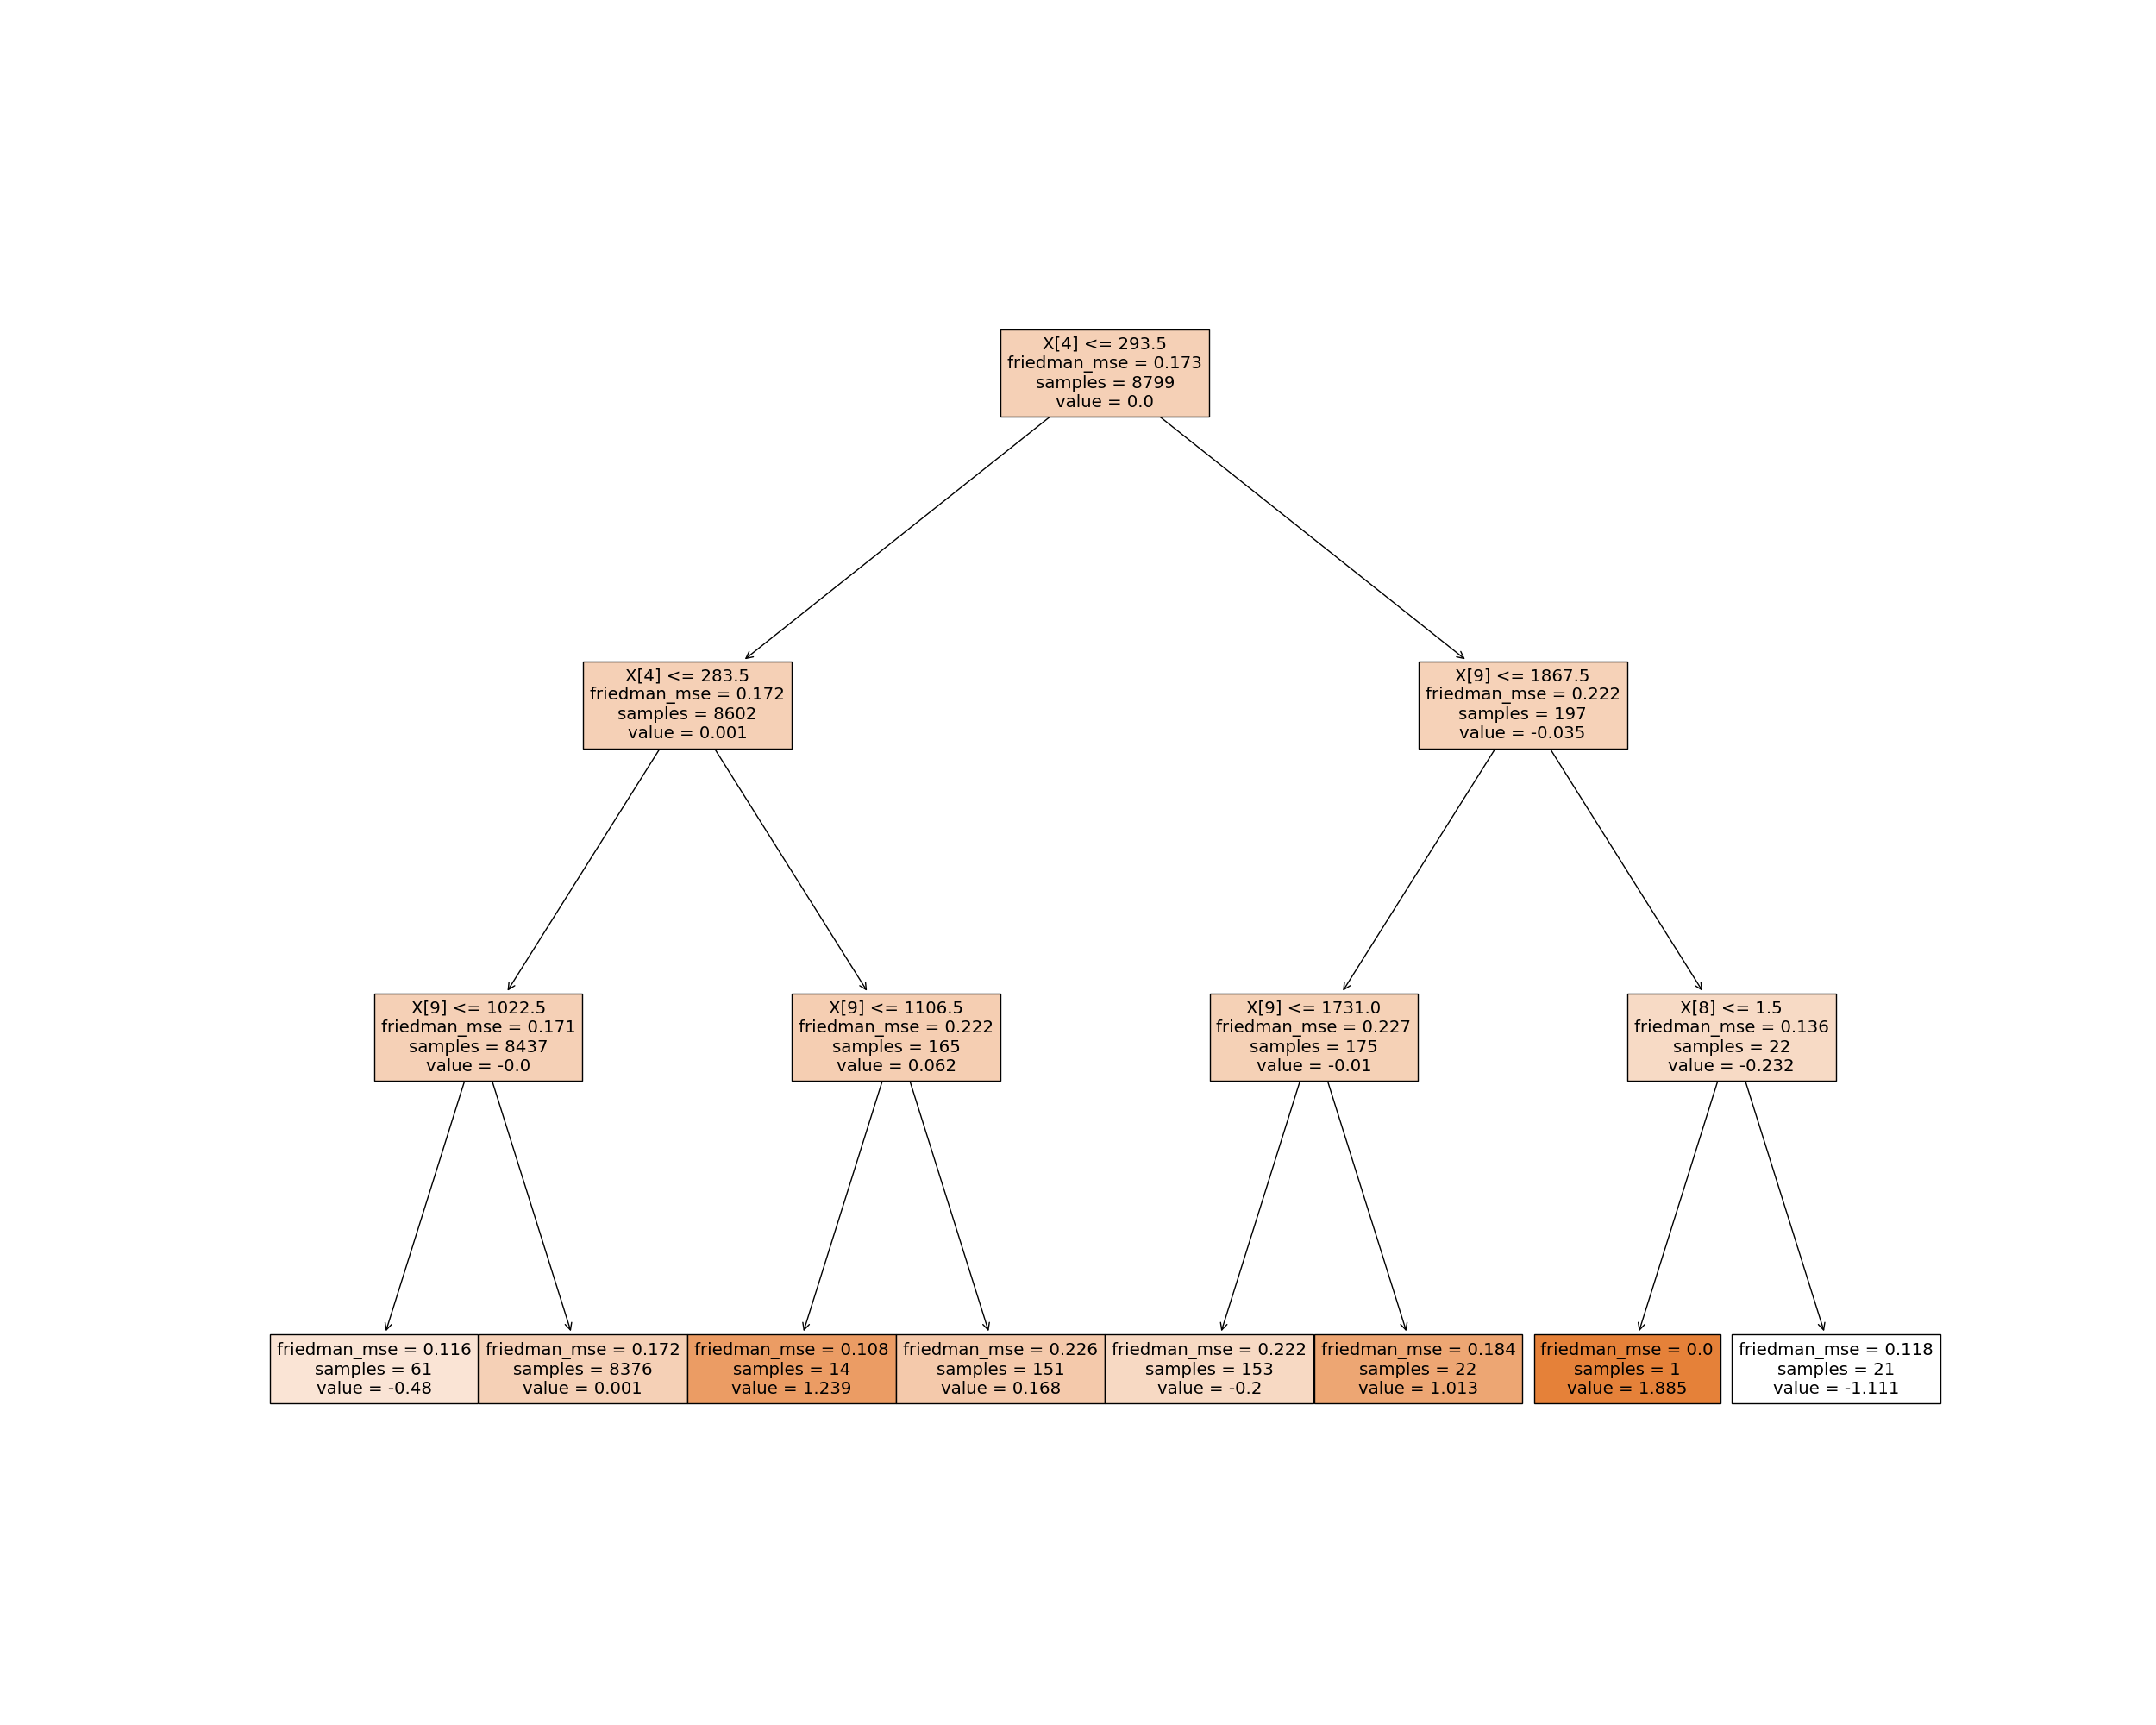 X[4] <= 293.5
friedman_mse = 0.173
samples = 8799
value = 0.0
X[4] <= 283.5
friedman_mse = 0.172
samples = 8602
value = 0.001
X[9] <= 1867.5
friedman_mse = 0.222
samples = 197
value = -0.035
X[9] <= 1022.5
friedman_mse = 0.171
samples = 8437
value = -0.0
X[9] <= 1106.5
friedman_mse = 0.222
samples = 165
value = 0.062
X[9] <= 1731.0
friedman_mse = 0.227
samples = 175
value = -0.01
X[8] <= 1.5
friedman_mse = 0.136
samples = 22
value = -0.232
friedman_mse = 0.116
samples = 61
value = -0.48
friedman_mse = 0.172
samples = 8376
value = 0.001
friedman_mse = 0.108
samples = 14
value = 1.239
friedman_mse = 0.226
samples = 151
value = 0.168
friedman_mse = 0.222
samples = 153
value = -0.2
friedman_mse = 0.184
samples = 22
value = 1.013
friedman_mse = 0.0
samples = 1
value = 1.885
friedman_mse = 0.118
samples = 21
value = -1.111